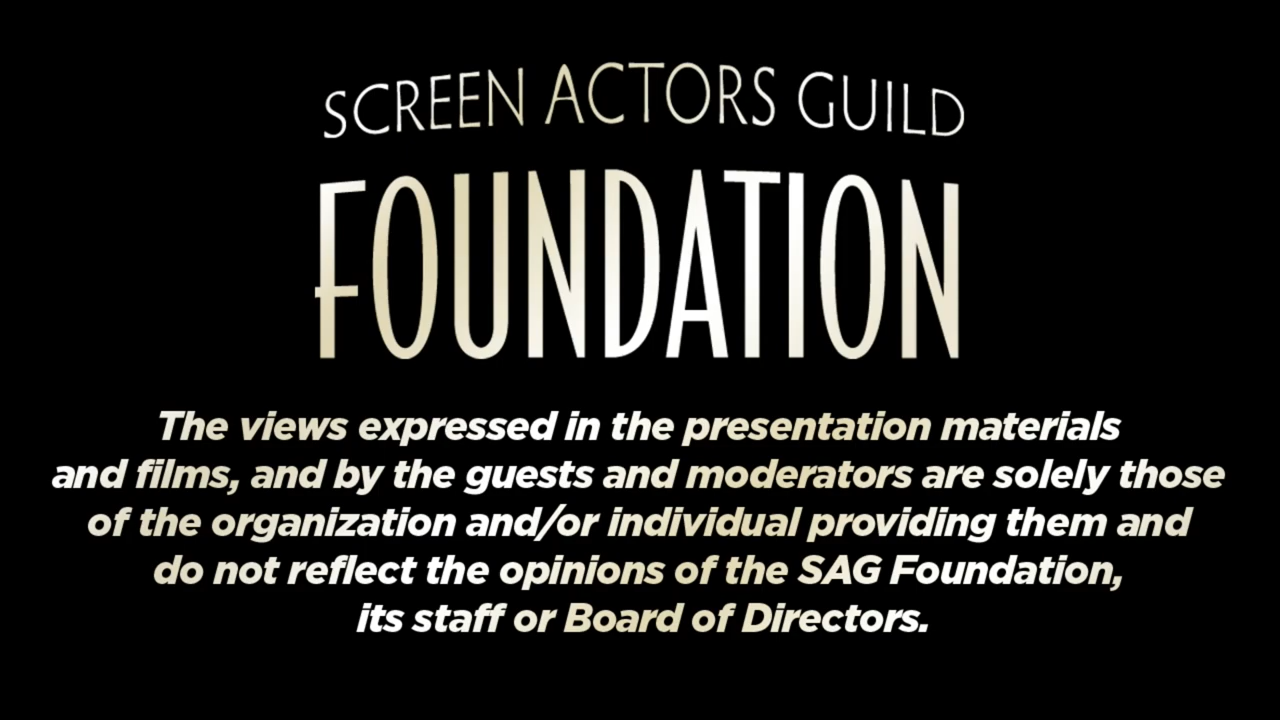 SCREEN ACTORS GUILD
FOUNDATION
The views expressed in the presentation materials
and films, and by the guests and moderators are solely those
of the organization and/or individual providing them and
do not reflect the opinions of the SAG Foundation,
its staff or Board of Directors.